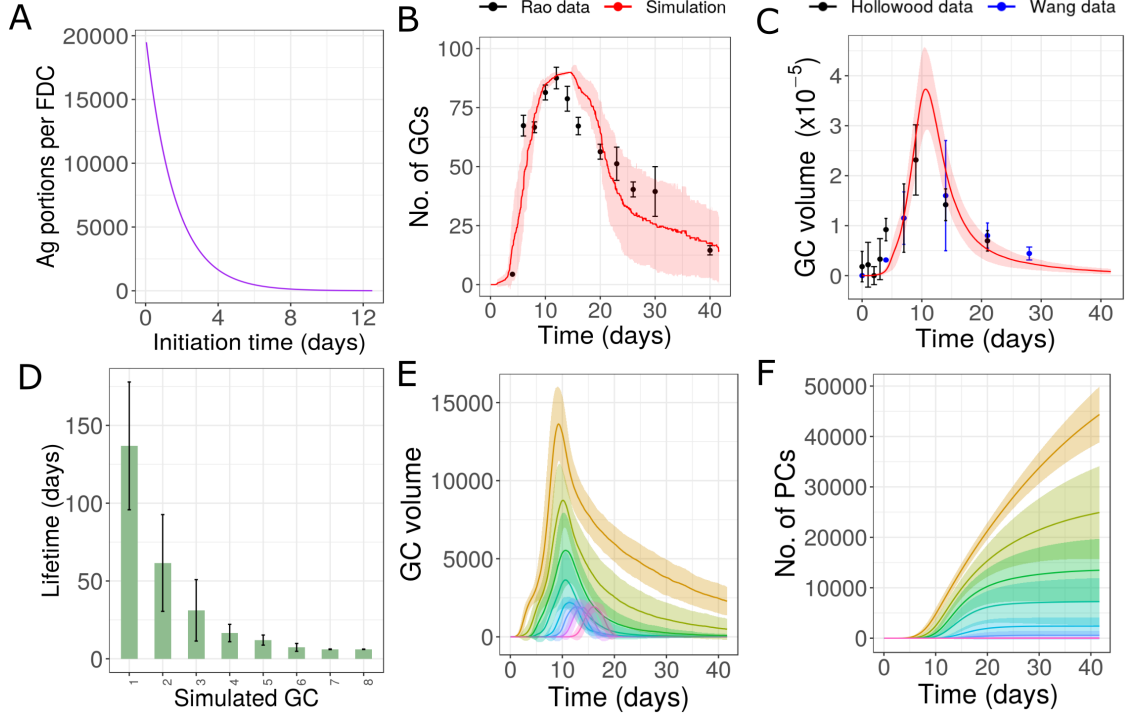 A
Ag portions per FDC
20000
15000
10000
5000
0
0 4 8 12
Initiation time (days)
B
Rao data Simulation
No. of GCs
100
75
50
25
0
0 10 20 30 40
Time (days)
C
Hollowood data Wang data
GC volume (x10⁻⁵)
4
3
2
1
0
0 10 20 30 40
Time (days)
D
Lifetime (days)
150
100
50
0
1 2 3 4 5 6 7 8
Simulated GC
E
GC volume
15000
10000
5000
0
0 10 20 30 40
Time (days)
F
No. of PCs
50000
40000
30000
20000
10000
0
0 10 20 30 40
Time (days)